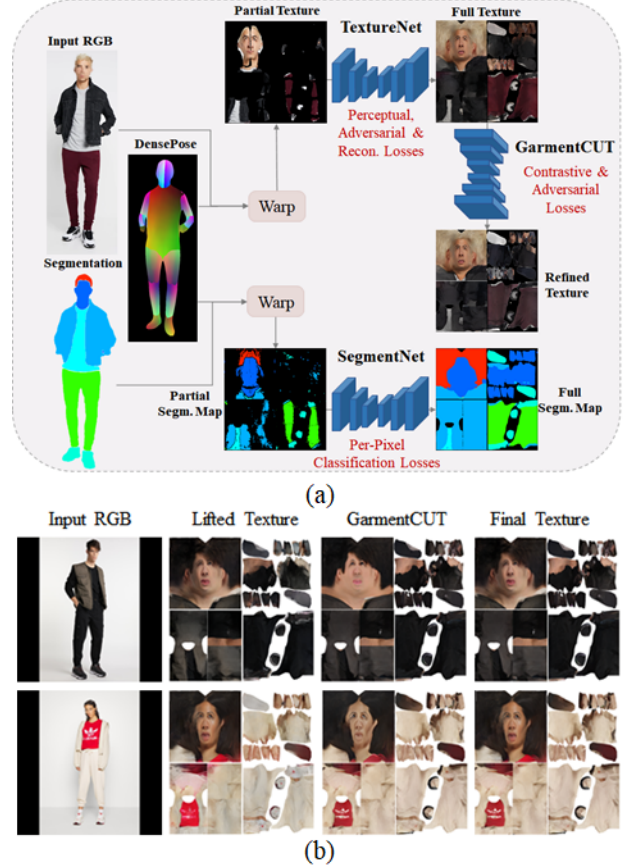 Partial Texture
TextureNet
Full Texture
Input RGB
Perceptual,
Adversarial &
Recon. Losses
DensePose
GarmentCUT
Contrastive &
Adversarial
Losses
Warp
Segmentation
Refined
Texture
Warp
SegmentNet
Partial
Segm. Map
Full
Segm. Map
Per-Pixel
Classification Losses
(a)
Input RGB
Lifted Texture
GarmentCUT
Final Texture
(b)